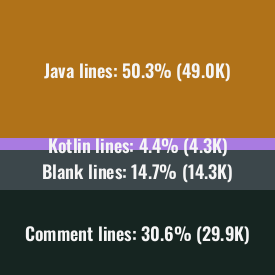 Java lines: 50.3% (49.0K)
Kotlin lines: 4.4% (4.3K)
Blank lines: 14.7% (14.3K)
Comment lines: 30.6% (29.9K)